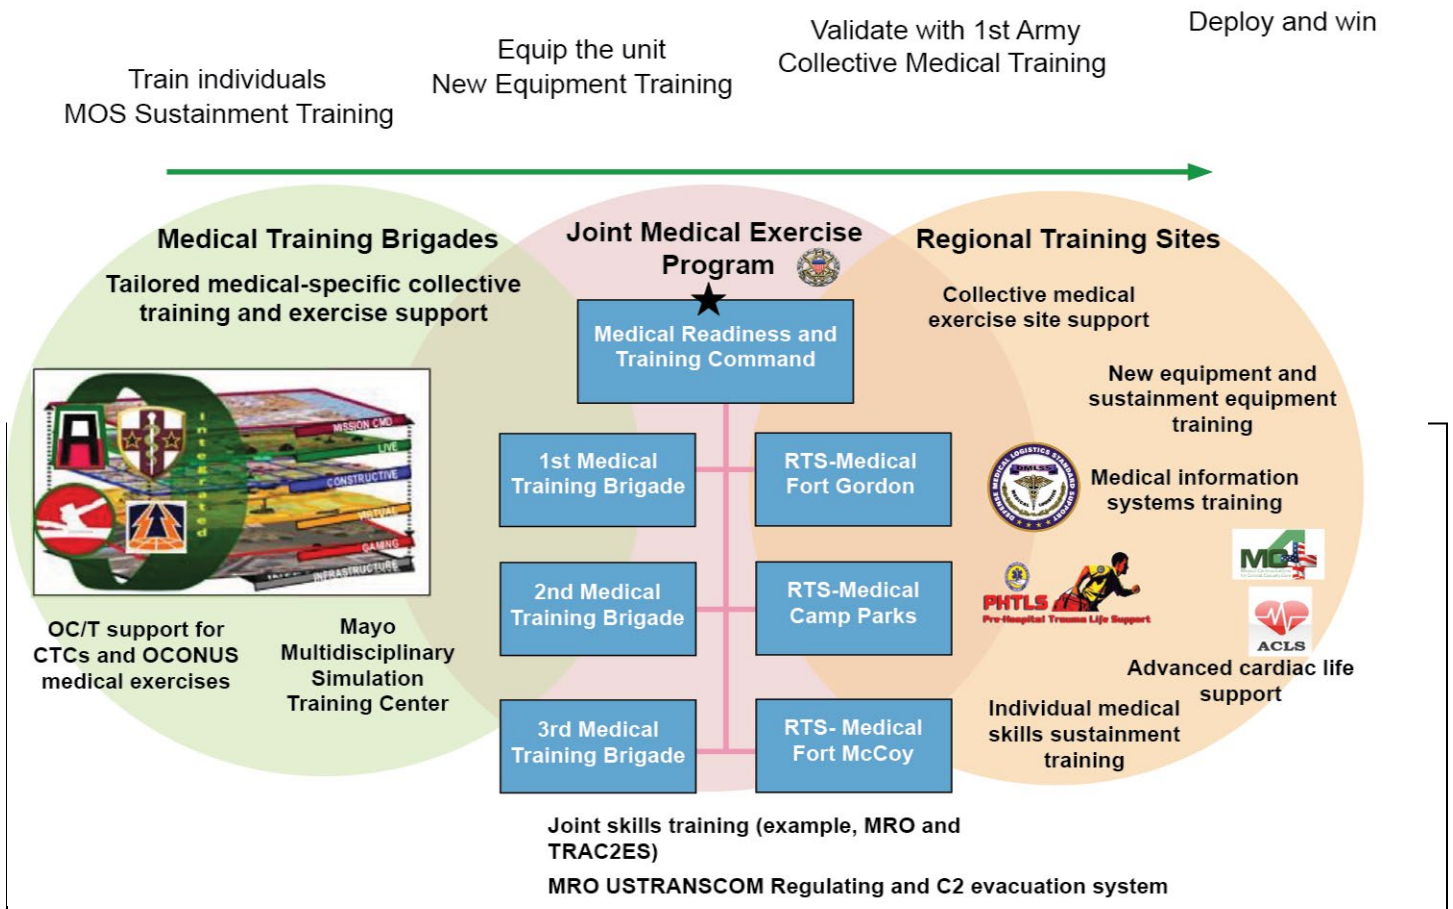 Train individuals
MOS Sustainment Training
Equip the unit
New Equipment Training
Validate with 1st Army
Collective Medical Training
Deploy and win
Medical Training Brigades
Tailored medical-specific collective
training and exercise support
Integrated
MISSION CMD
LIVE
CONSTRUCTIVE
VIRTUAL
GAMING
INFRASTRUCTURE
OC/T support for
CTCs and OCONUS
medical exercises
Mayo
Multidisciplinary
Simulation
Training Center
Joint Medical Exercise
Program
Medical Readiness and
Training Command
1st Medical
Training Brigade
RTS-Medical
Fort Gordon
2nd Medical
Training Brigade
RTS-Medical
Camp Parks
3rd Medical
Training Brigade
RTS- Medical
Fort McCoy
Joint skills training (example, MRO and
TRAC2ES)
MRO USTRANSCOM Regulating and C2 evacuation system
Regional Training Sites
Collective medical
exercise site support
New equipment and
sustainment equipment
training
DEFENSE MEDICAL LOGISTICS STANDARD SUPPORT
DMLSS
Medical information
systems training
MC4
PHTLS
Pre-Hospital Trauma Life Support
ACLS
Advanced cardiac life
support
Individual medical
skills sustainment
training